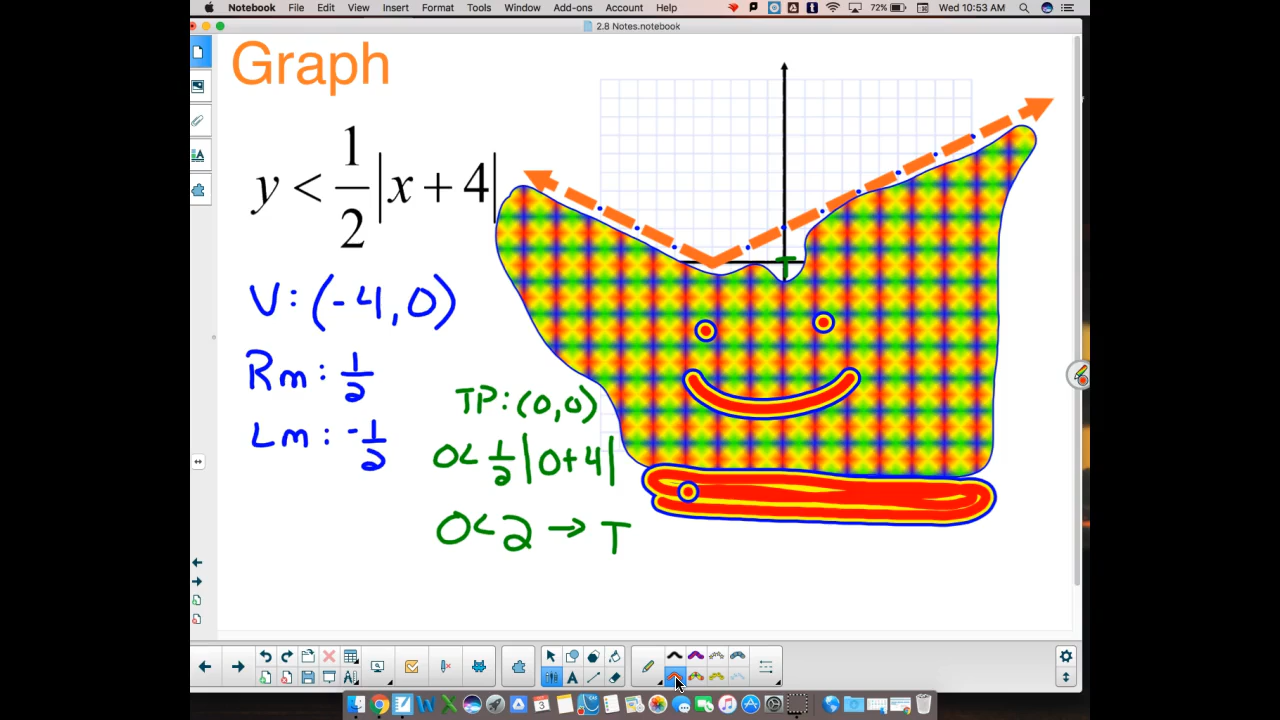 Notebook File Edit View Insert Format Tools Window Add-ons Account Help 72% Wed 10:53 AM
2.8 Notes.notebook
Graph
y < 1/2 |x + 4|
V: (-4, 0)
Rm: 1/2
Lm: -1/2
TP: (0,0)
0 < 1/2 |0+4|
0 < 2 → T
T